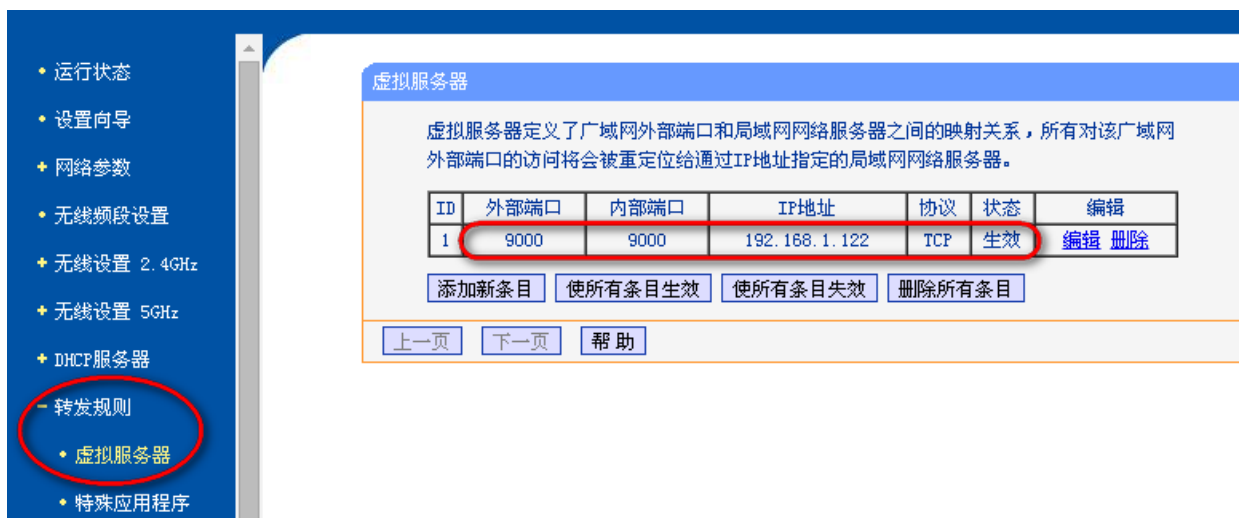 运行状态
设置向导
网络参数
无线频段设置
无线设置 2.4GHz
无线设置 5GHz
DHCP服务器
转发规则
虚拟服务器
特殊应用程序
虚拟服务器
虚拟服务器定义了广域网外部端口和局域网网络服务器之间的映射关系，所有对该广域网
外部端口的访问将会被重定位给通过IP地址指定的局域网网络服务器。
ID 外部端口 内部端口 IP地址 协议 状态 编辑
1 9000 9000 192.168.1.122 TCP 生效 编辑 删除
添加新条目 使所有条目生效 使所有条目失效 删除所有条目
上一页 下一页 帮助